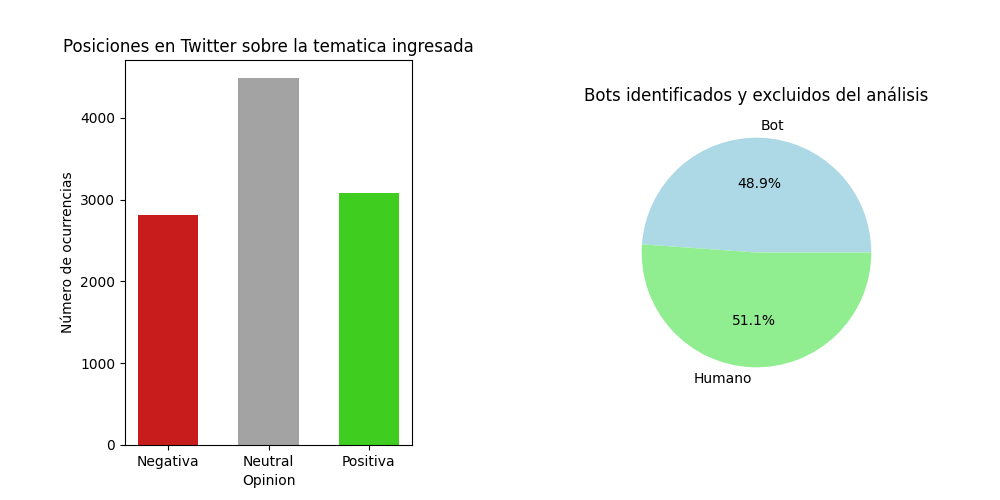 Posiciones en Twitter sobre la tematica ingresada
Número de ocurrencias
4000
3000
2000
1000
0
Negativa
Neutral
Positiva
Opinion
Bots identificados y excluidos del análisis
Bot
48.9%
51.1%
Humano